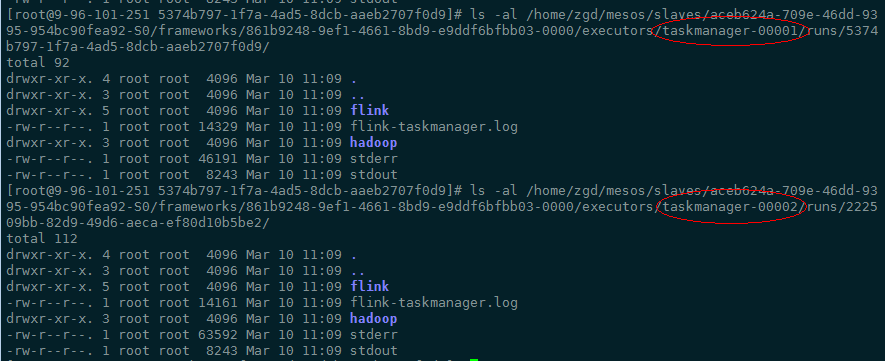 [root@9-96-101-251 5374b797-1f7a-4ad5-8dcb-aaeb2707f0d9]# ls -al /home/zgd/mesos/slaves/aceb624a-709e-46dd-93
95-954bc90fea92-S0/frameworks/861b9248-9ef1-4661-8bd9-e9ddf6bfbb03-0000/executors/taskmanager-00001/runs/5374
b797-1f7a-4ad5-8dcb-aaeb2707f0d9/
total 92
drwxr-xr-x. 4 root root  4096 Mar 10 11:09 .
drwxr-xr-x. 3 root root  4096 Mar 10 11:09 ..
drwxr-xr-x. 5 root root  4096 Mar 10 11:09 flink
-rw-r--r--. 1 root root 14329 Mar 10 11:09 flink-taskmanager.log
drwxr-xr-x. 3 root root  4096 Mar 10 11:09 hadoop
-rw-r--r--. 1 root root 46191 Mar 10 11:09 stderr
-rw-r--r--. 1 root root  8243 Mar 10 11:09 stdout
[root@9-96-101-251 5374b797-1f7a-4ad5-8dcb-aaeb2707f0d9]# ls -al /home/zgd/mesos/slaves/aceb624a-709e-46dd-93
95-954bc90fea92-S0/frameworks/861b9248-9ef1-4661-8bd9-e9ddf6bfbb03-0000/executors/taskmanager-00002/runs/2225
09bb-82d9-49d6-aeca-ef80d10b5be2/
total 112
drwxr-xr-x. 4 root root  4096 Mar 10 11:09 .
drwxr-xr-x. 3 root root  4096 Mar 10 11:09 ..
drwxr-xr-x. 5 root root  4096 Mar 10 11:09 flink
-rw-r--r--. 1 root root 14161 Mar 10 11:09 flink-taskmanager.log
drwxr-xr-x. 3 root root  4096 Mar 10 11:09 hadoop
-rw-r--r--. 1 root root 63592 Mar 10 11:09 stderr
-rw-r--r--. 1 root root  8243 Mar 10 11:09 stdout